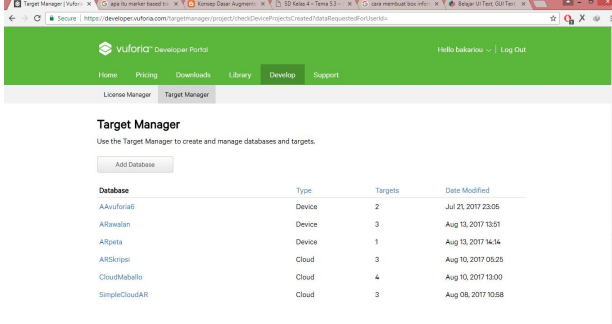 Target Manager | Vufori
apa itu marker based tra
Konsep Dasar Augmente
SD Kelas 4 - Tema 5.3 -
cara membuat box infor
Belajar UI Text, GUI Text
Secure | https://developer.vuforia.com/targetmanager/project/checkDeviceProjectsCreated?dataRequestedForUserId=
vuforia™ Developer Portal
Hello bakariou | Log Out
Home Pricing Downloads Library Develop Support
License Manager Target Manager
Target Manager
Use the Target Manager to create and manage databases and targets.
Add Database
Database Type Targets Date Modified
AAvuforia6 Device 2 Jul 21, 2017 23:05
ARawalan Device 3 Aug 13, 2017 13:51
ARpeta Device 1 Aug 13, 2017 14:14
ARSkripsi Cloud 3 Aug 10, 2017 05:25
CloudMaballo Cloud 4 Aug 10, 2017 13:00
SimpleCloudAR Cloud 3 Aug 08, 2017 10:58